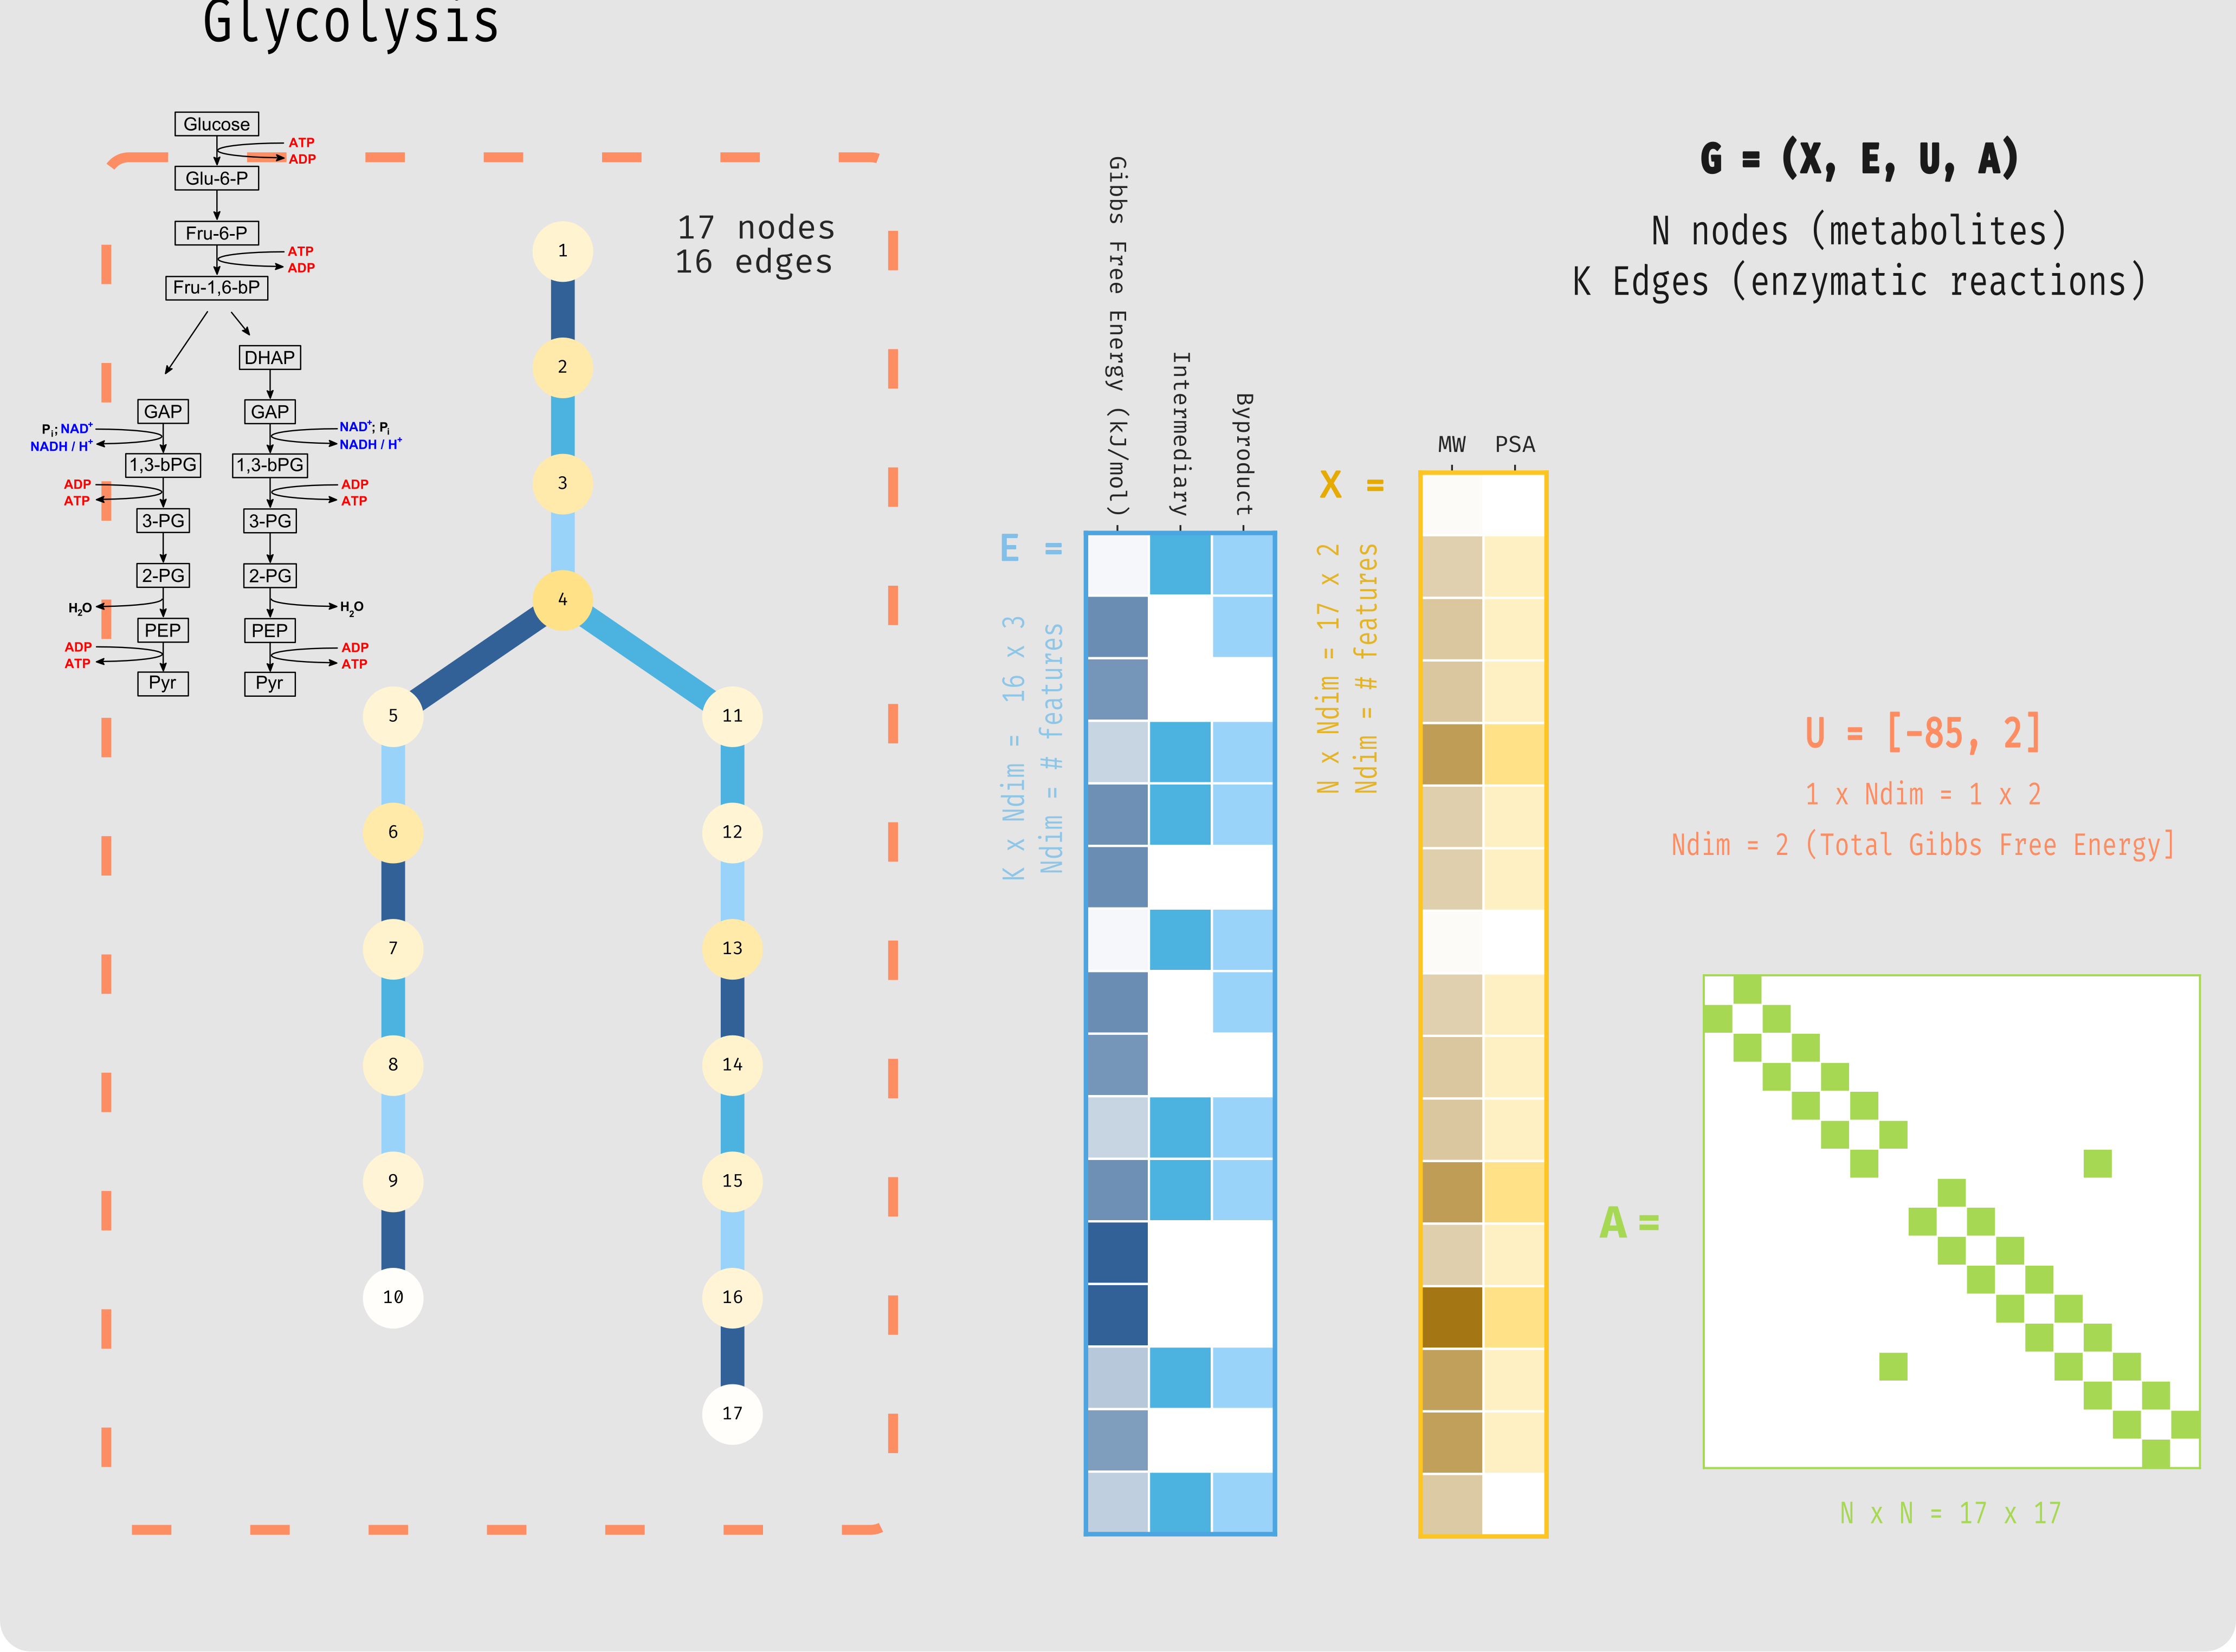 Glycolysis
Glucose
ATP
ADP
Glu-6-P
Fru-6-P
ATP
ADP
Fru-1,6-bP
DHAP
GAP
GAP
Pi; NAD+
NADH / H+
NAD+; Pi
NADH / H+
1,3-bPG
1,3-bPG
ADP
ATP
ADP
ATP
3-PG
3-PG
2-PG
2-PG
H2O
H2O
PEP
PEP
ADP
ATP
ADP
ATP
Pyr
Pyr
17 nodes
16 edges
1
2
3
4
5
11
6
12
7
13
8
14
9
15
10
16
17
Gibbs Free Energy (kJ/mol)
Intermediary
Byproduct
E =
K x Ndim = 16 x 3
Ndim = # features
MW
PSA
X =
N x Ndim = 17 x 2
Ndim = # features
G = (X, E, U, A)
N nodes (metabolites)
K Edges (enzymatic reactions)
U = [-85, 2]
1 x Ndim = 1 x 2
Ndim = 2 (Total Gibbs Free Energy]
A =
N x N = 17 x 17